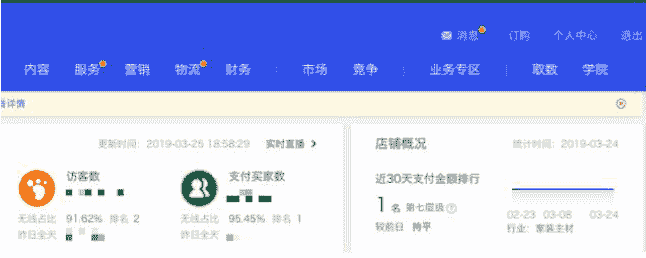 消息 订购 个人中心 退出
内容 服务 营销 物流 财务 市场 竞争 业务专区 取数 学院
看详情
更新时间：2019-03-25 18:58:29 实时直播 >
访客数
无线占比 91.62% 排名 2
昨日全天
支付买家数
无线占比 95.45% 排名 1
昨日全天
店铺概况 统计时间：2019-03-24
近30天支付金额排行
1 名 第七层级 ?
较前日 持平
02-23 03-08 03-24
行业：家装主材